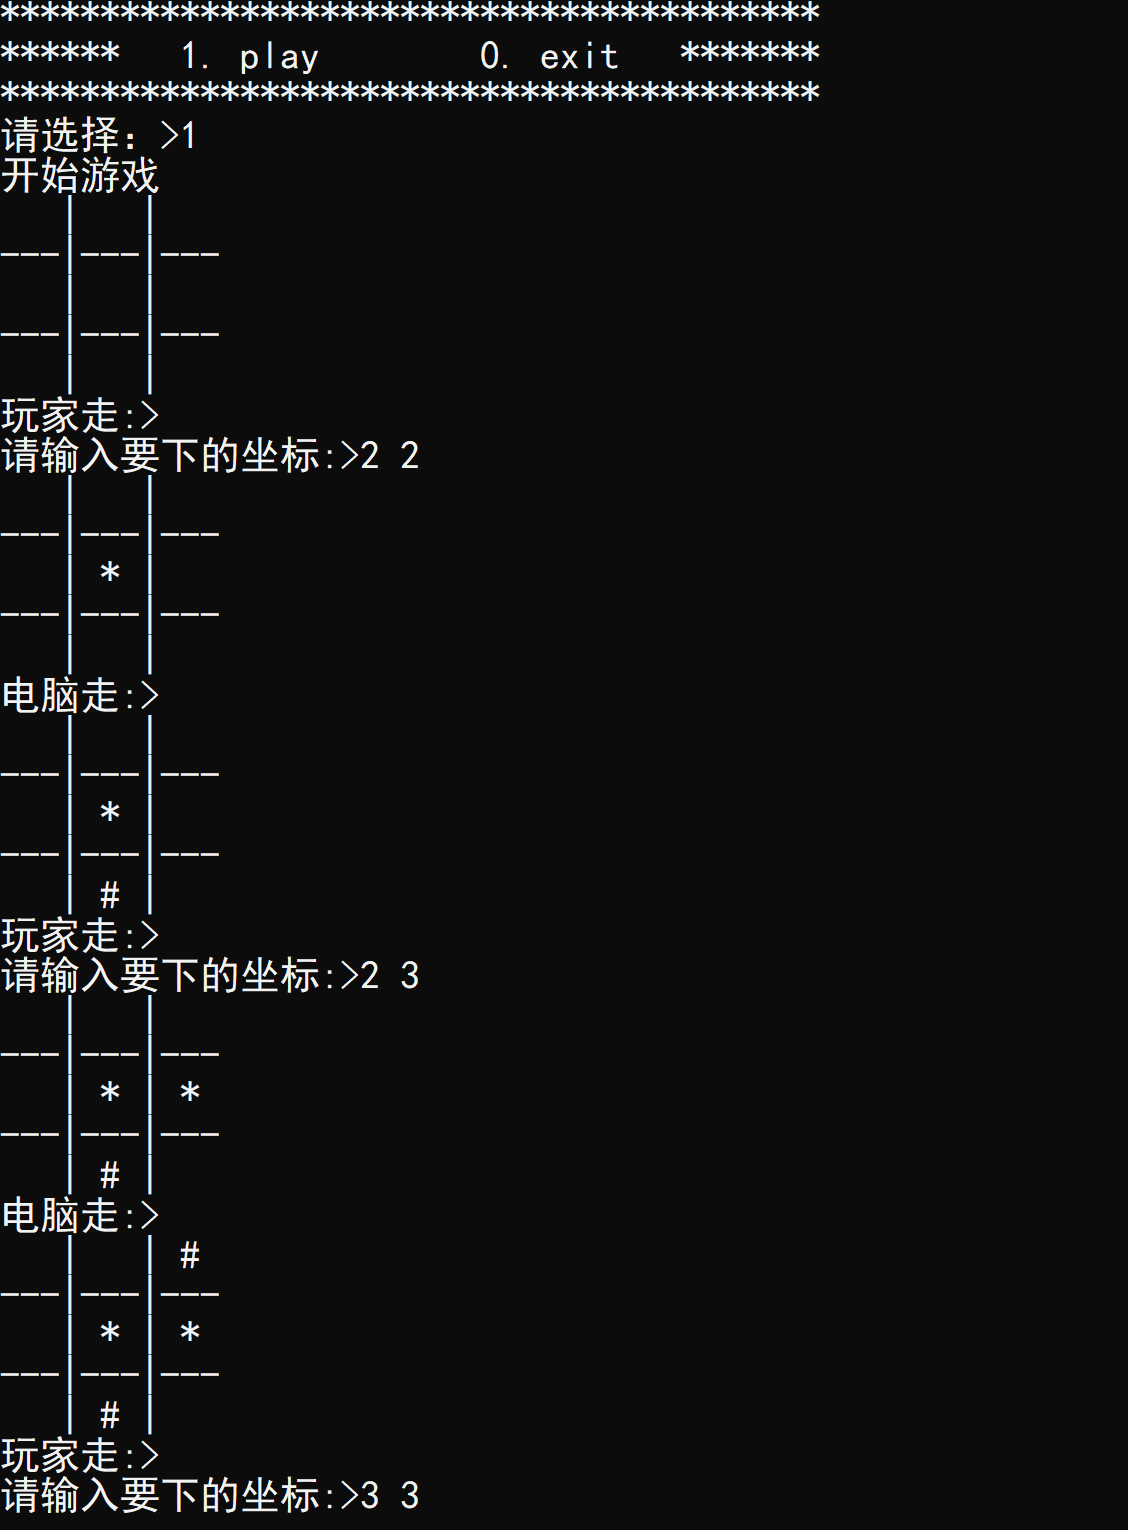 *****************************************
******   1. play        0. exit   *******
*****************************************
请选择：>1
开始游戏
   |   |
---|---|---
   |   |
---|---|---
   |   |
玩家走:>
请输入要下的坐标:>2 2
   |   |
---|---|---
   | * |
---|---|---
   |   |
电脑走:>
   |   |
---|---|---
   | * |
---|---|---
   | # |
玩家走:>
请输入要下的坐标:>2 3
   |   |
---|---|---
   | * | *
---|---|---
   | # |
电脑走:>
   |   | #
---|---|---
   | * | *
---|---|---
   | # |
玩家走:>
请输入要下的坐标:>3 3